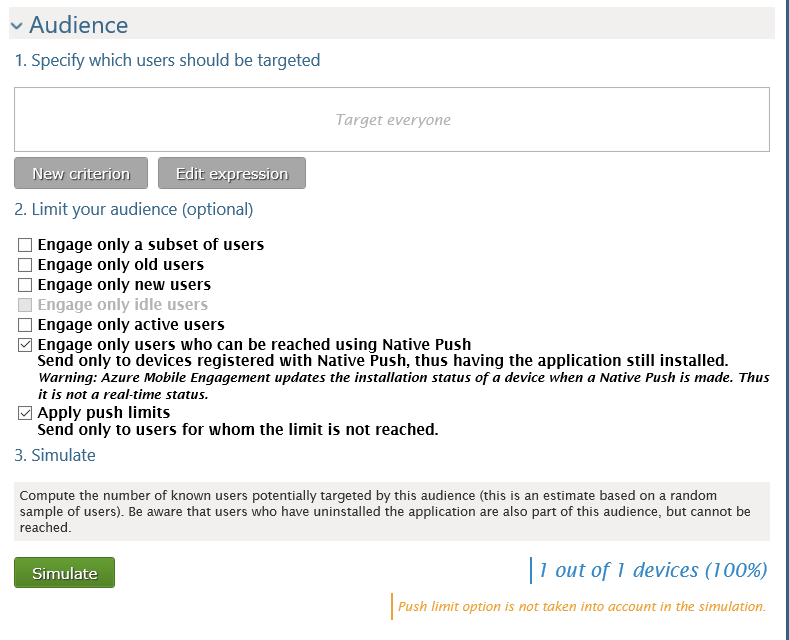 Audience
1. Specify which users should be targeted
Target everyone
New criterion
Edit expression
2. Limit your audience (optional)
Engage only a subset of users
Engage only old users
Engage only new users
Engage only idle users
Engage only active users
Engage only users who can be reached using Native Push
Send only to devices registered with Native Push, thus having the application still installed.
Warning: Azure Mobile Engagement updates the installation status of a device when a Native Push is made. Thus
it is not a real-time status.
Apply push limits
Send only to users for whom the limit is not reached.
3. Simulate
Compute the number of known users potentially targeted by this audience (this is an estimate based on a random
sample of users). Be aware that users who have uninstalled the application are also part of this audience, but cannot be
reached.
Simulate
1 out of 1 devices (100%)
Push limit option is not taken into account in the simulation.